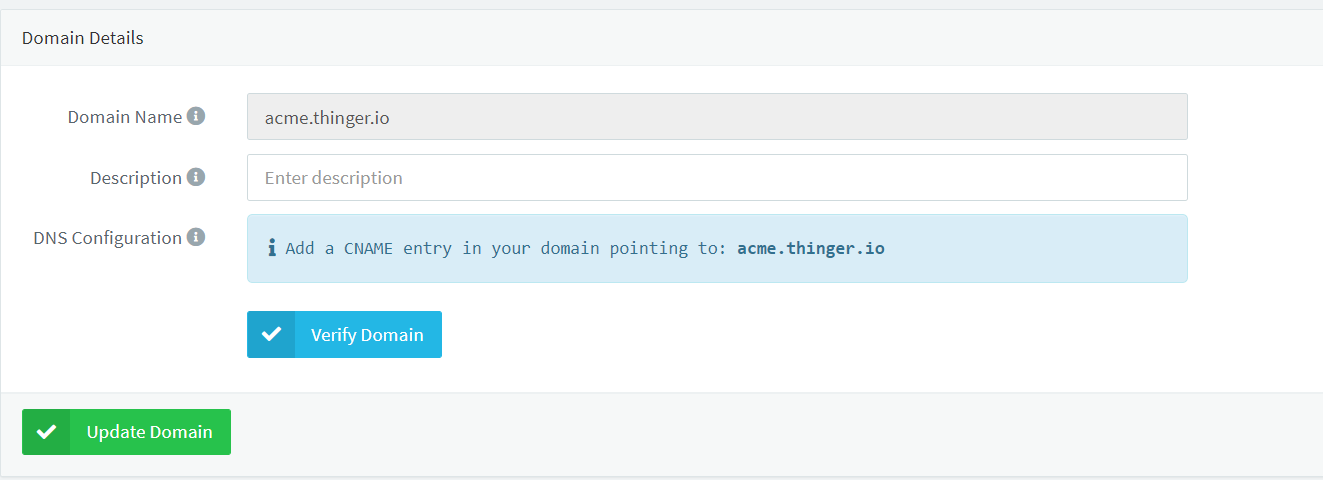 Domain Details
Domain Name
acme.thinger.io
Description
Enter description
DNS Configuration
Add a CNAME entry in your domain pointing to: acme.thinger.io
Verify Domain
Update Domain